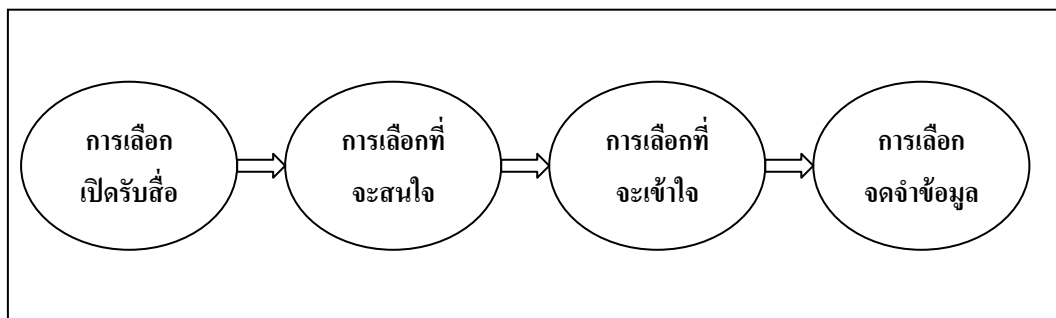 การเลือก
เปิดรับสื่อ
การเลือกที่
จะสนใจ
การเลือกที่
จะเข้าใจ
การเลือก
จดจำข้อมูล